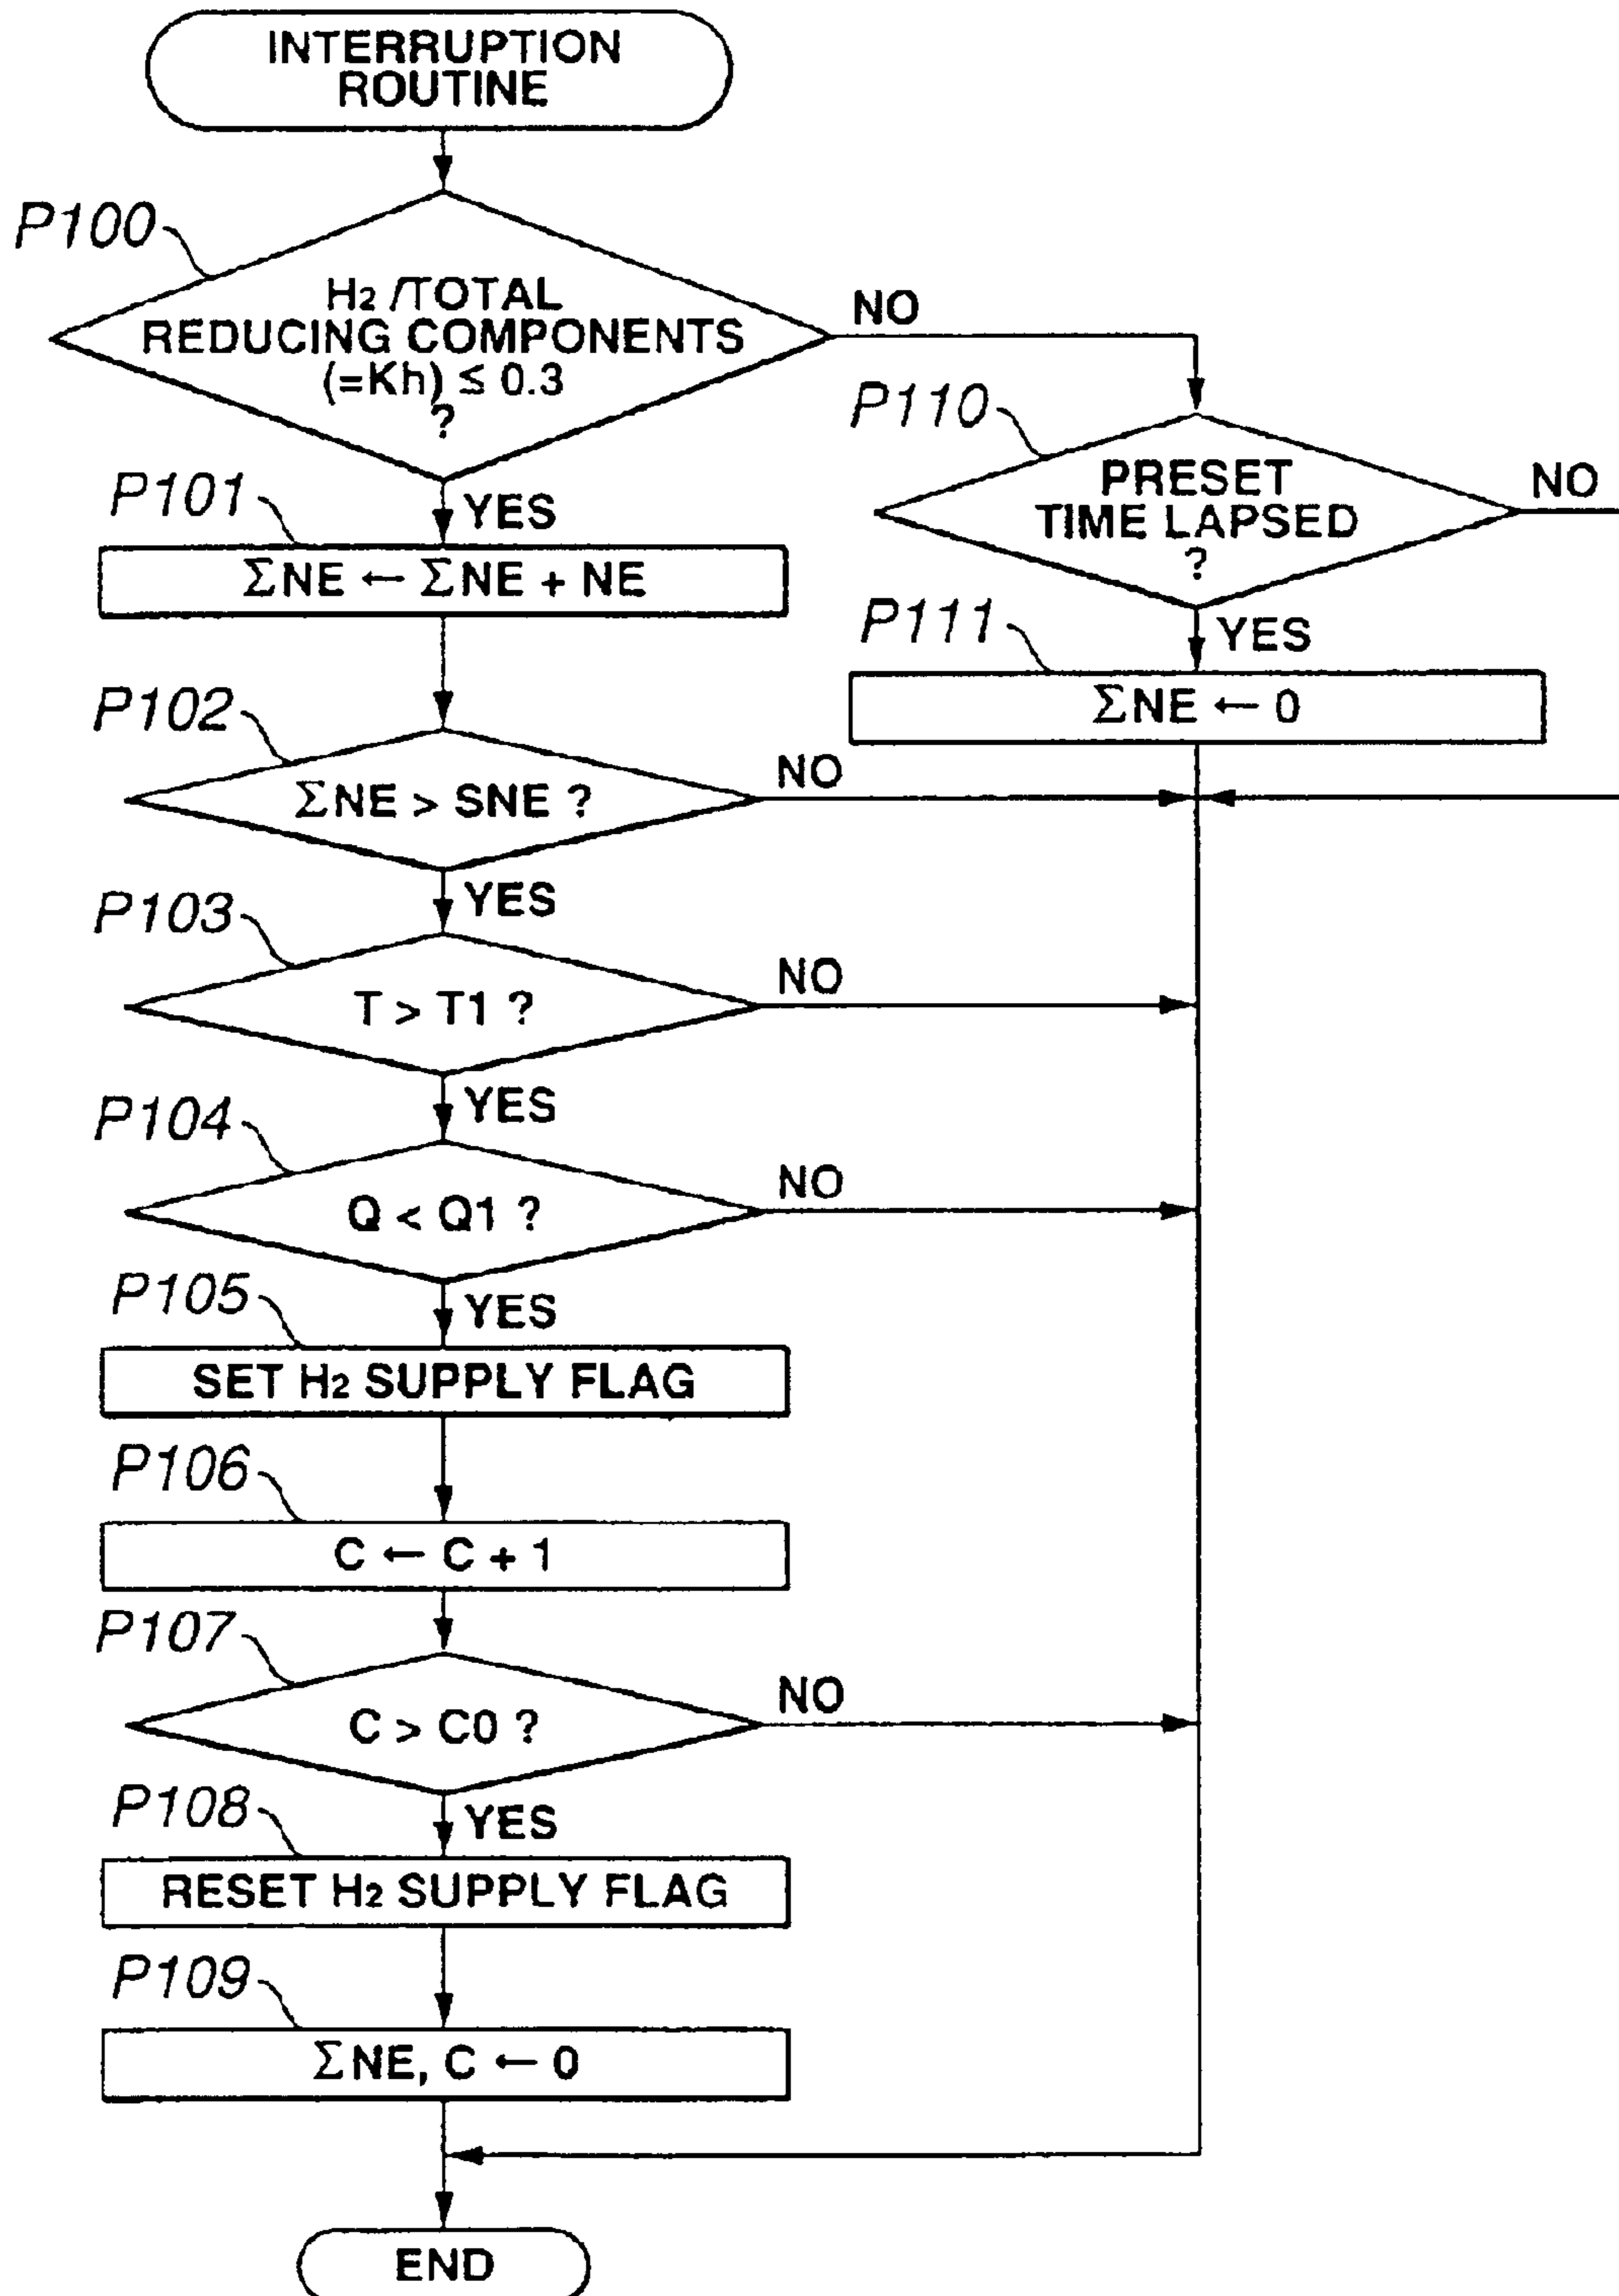 INTERRUPTION
ROUTINE
P100
H₂ /TOTAL
REDUCING COMPONENTS
(=Kh) ≤ 0.3
?
NO
YES
P110
PRESET
TIME LAPSED
?
NO
YES
P111
ΣNE ← 0
P101
ΣNE ← ΣNE + NE
P102
ΣNE > SNE ?
NO
YES
P103
T > T1 ?
NO
YES
P104
Q < Q1 ?
NO
YES
P105
SET H₂ SUPPLY FLAG
P106
C ← C + 1
P107
C > C0 ?
NO
YES
P108
RESET H₂ SUPPLY FLAG
P109
ΣNE, C ← 0
END